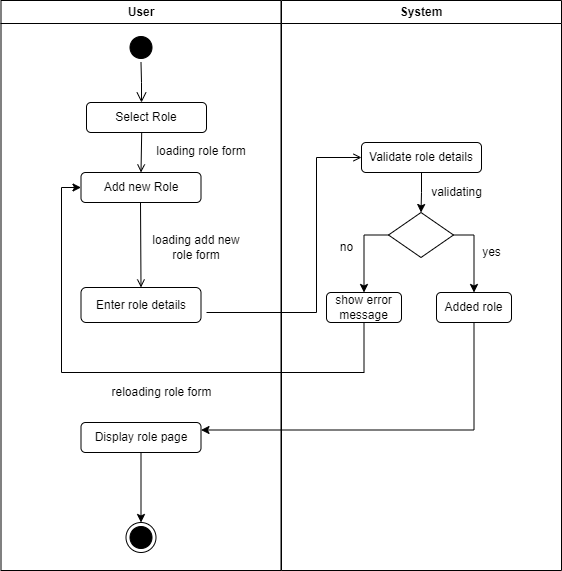 User
System
Select Role
loading role form
Add new Role
loading add new
role form
Enter role details
Validate role details
validating
no
yes
show error
message
Added role
reloading role form
Display role page